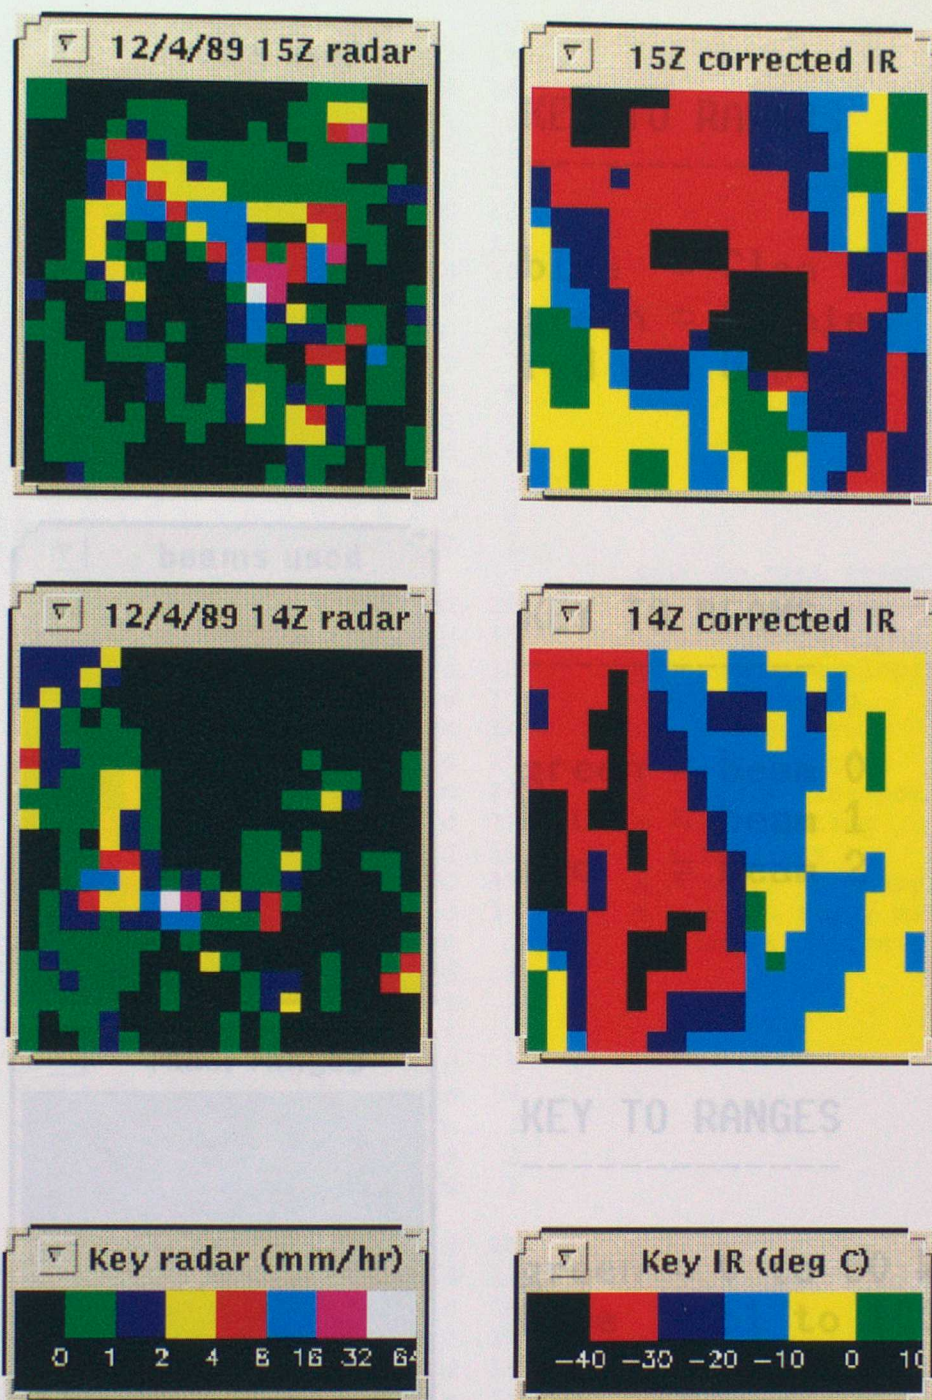 12/4/89 15Z radar
15Z corrected IR
beams used
12/4/89 14Z radar
14Z corrected IR
KEY TO RANGES
Key radar (mm/hr)
0 1 2 4 8 16 32 64
Key IR (deg C)
-40 -30 -20 -10 0 10